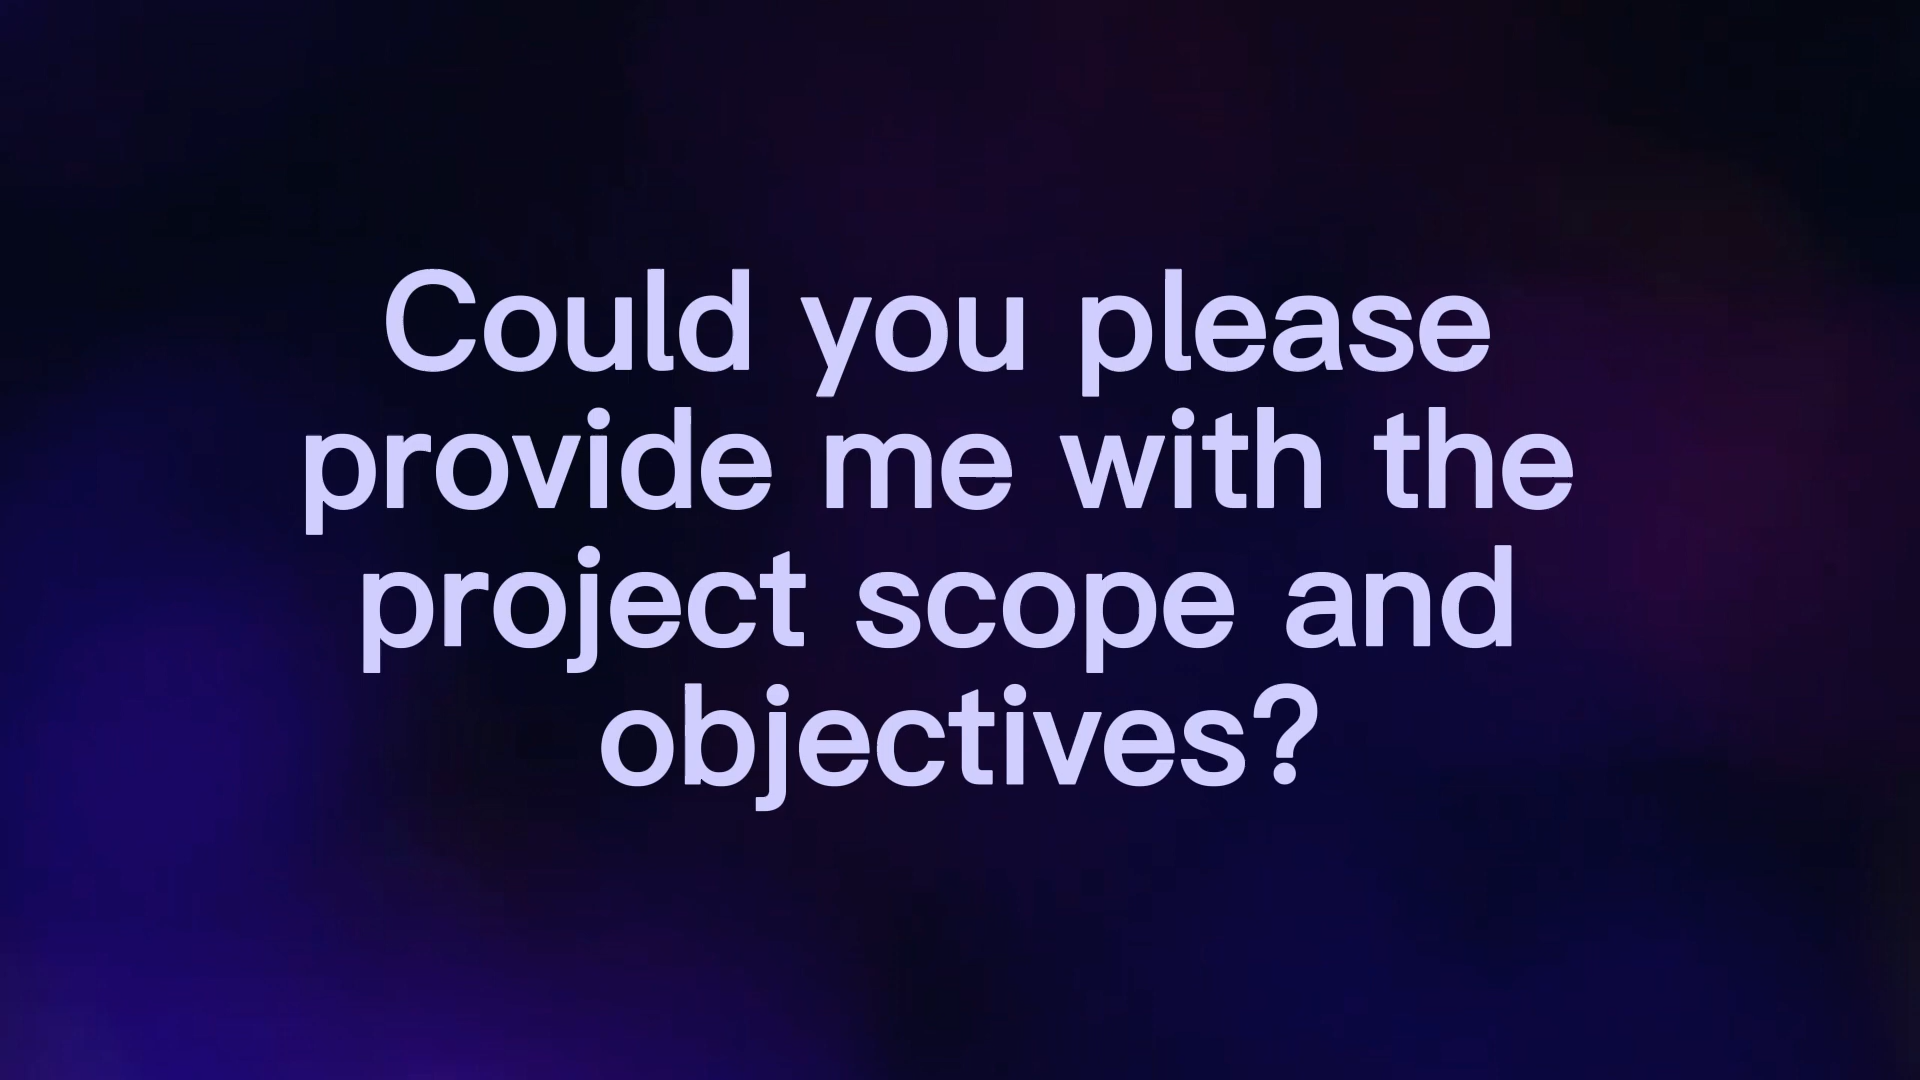 Could you please
provide me with the
project scope and
objectives?